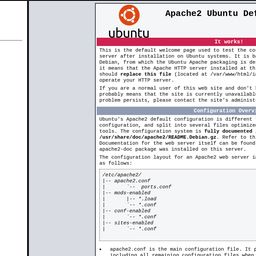 ubuntu
Apache2 Ubuntu De
It works!
This is the default welcome page used to test the co
server after installation on Ubuntu systems. It is b
Debian, from which the Ubuntu Apache packaging is de
it means that the Apache HTTP server installed at th
should replace this file (located at /var/www/html/i
operate your HTTP server.
If you are a normal user of this web site and don't
probably means that the site is currently unavailabl
problem persists, please contact the site's administ
Configuration Overv
Ubuntu's Apache2 default configuration is different
configuration, and split into several files optimize
tools. The configuration system is fully documented
/usr/share/doc/apache2/README.Debian.gz. Refer to th
Documentation for the web server itself can be found
apache2-doc package was installed on this server.
The configuration layout for an Apache2 web server i
as follows:
/etc/apache2/
|-- apache2.conf
|       `-- ports.conf
|-- mods-enabled
|       |-- *.load
|       `-- *.conf
|-- conf-enabled
|       `-- *.conf
|-- sites-enabled
|       `-- *.conf
• apache2.conf is the main configuration file. It p
including all remaining configuration files when